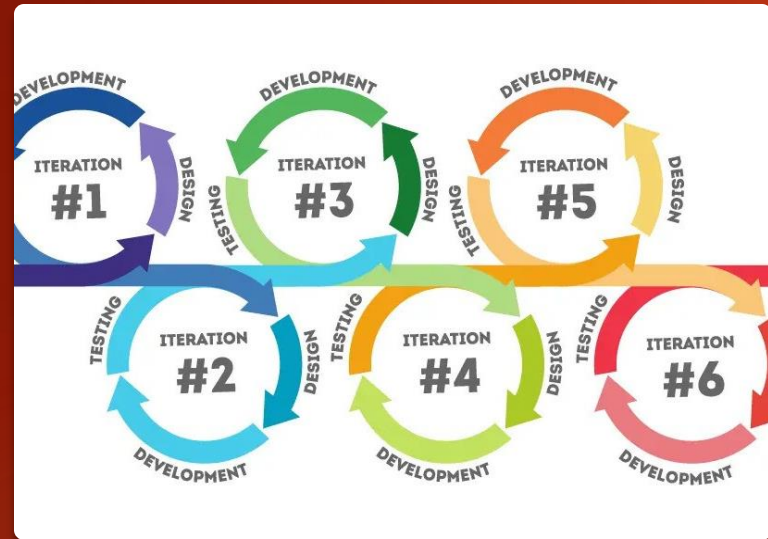 DEVELOPMENT
ITERATION
#1
DESIGN
DEVELOPMENT
ITERATION
#3
DESIGN
TESTING
DEVELOPMENT
ITERATION
#5
DESIGN
TESTING
TESTING
ITERATION
#2
DESIGN
DEVELOPMENT
TESTING
ITERATION
#4
DESIGN
DEVELOPMENT
TESTING
ITERATION
#6
DEVELOPMENT